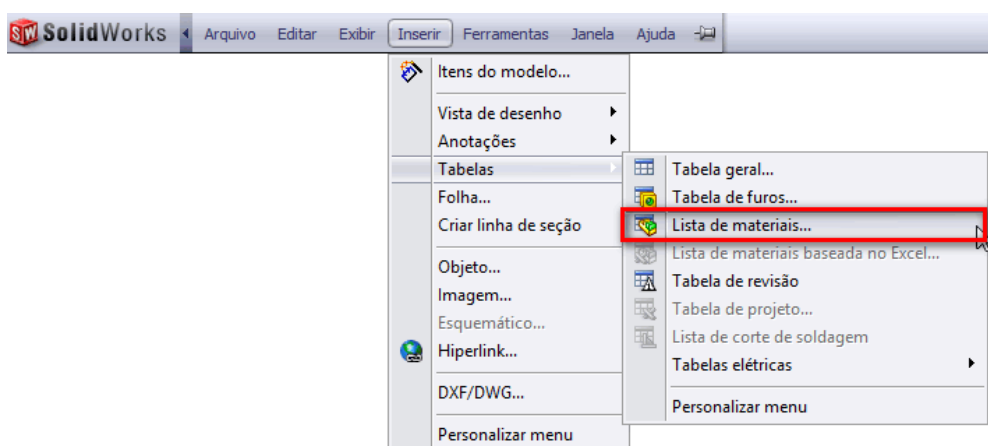 SolidWorks Arquivo Editar Exibir Inserir Ferramentas Janela Ajuda
Itens do modelo...
Vista de desenho
Anotações
Tabelas
Folha...
Criar linha de seção
Objeto...
Imagem...
Esquemático...
Hiperlink...
DXF/DWG...
Personalizar menu
Tabela geral...
Tabela de furos...
Lista de materiais...
Lista de materiais baseada no Excel...
Tabela de revisão
Tabela de projeto...
Lista de corte de soldagem
Tabelas elétricas
Personalizar menu